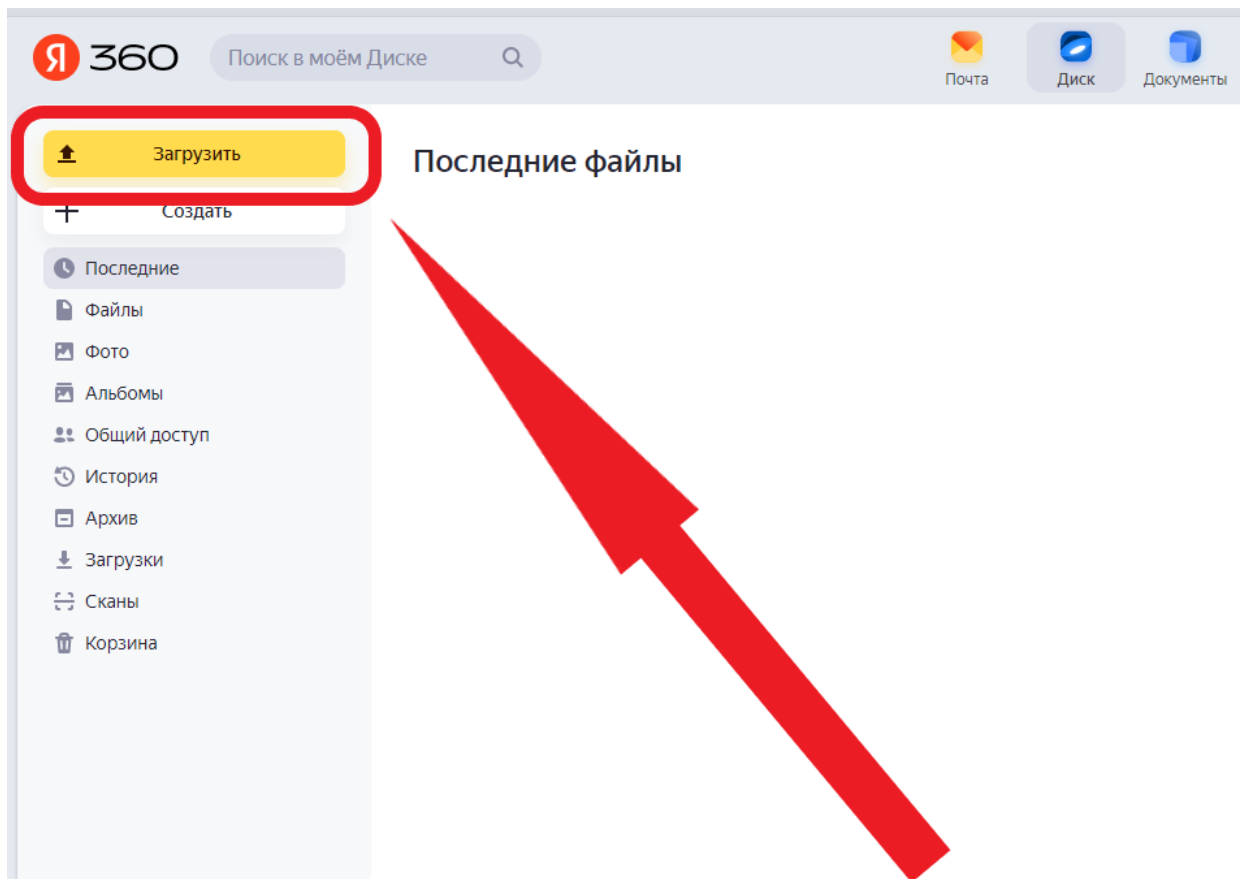 Я 360
Поиск в моём Диске
Почта
Диск
Документы
Загрузить
Создать
Последние файлы
Последние
Файлы
Фото
Альбомы
Общий доступ
История
Архив
Загрузки
Сканы
Корзина